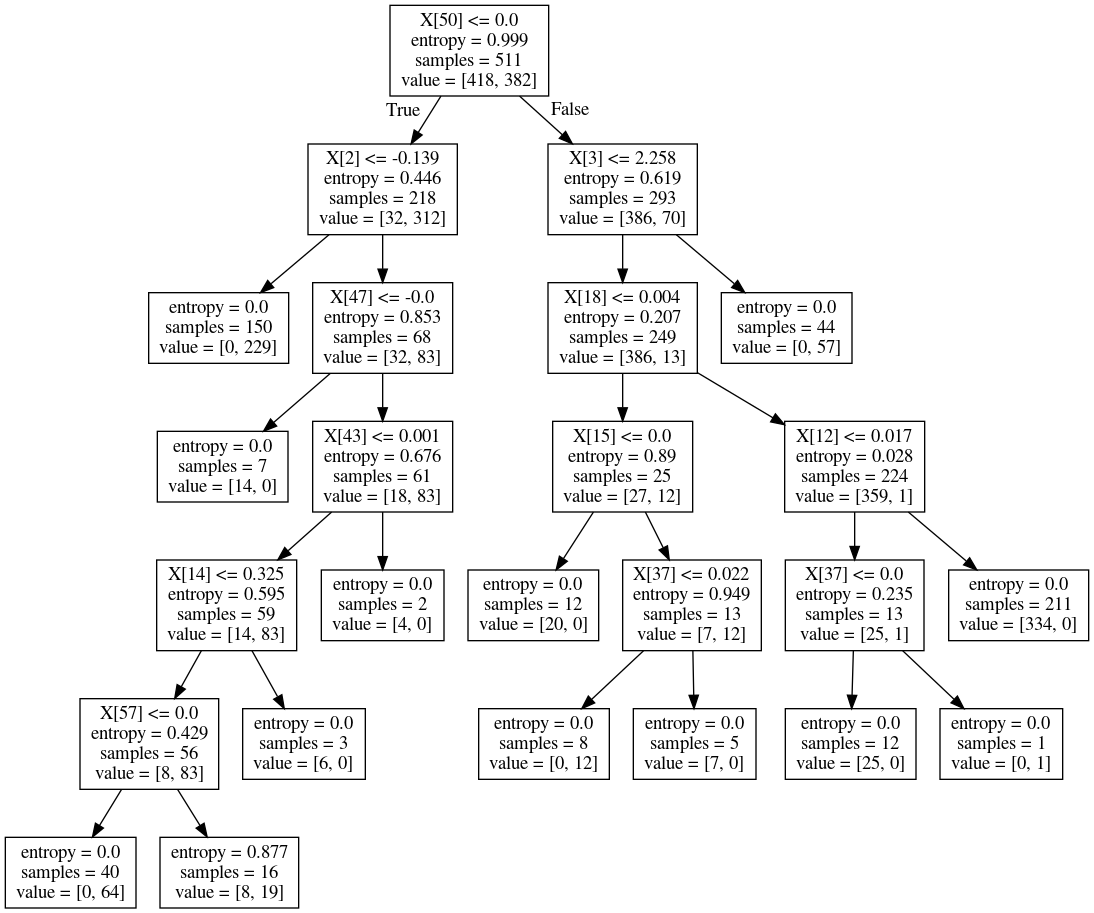 X[50] <= 0.0
entropy = 0.999
samples = 511
value = [418, 382]
True
False
X[2] <= -0.139
entropy = 0.446
samples = 218
value = [32, 312]
X[3] <= 2.258
entropy = 0.619
samples = 293
value = [386, 70]
entropy = 0.0
samples = 150
value = [0, 229]
X[47] <= -0.0
entropy = 0.853
samples = 68
value = [32, 83]
X[18] <= 0.004
entropy = 0.207
samples = 249
value = [386, 13]
entropy = 0.0
samples = 44
value = [0, 57]
entropy = 0.0
samples = 7
value = [14, 0]
X[43] <= 0.001
entropy = 0.676
samples = 61
value = [18, 83]
X[15] <= 0.0
entropy = 0.89
samples = 25
value = [27, 12]
X[12] <= 0.017
entropy = 0.028
samples = 224
value = [359, 1]
X[14] <= 0.325
entropy = 0.595
samples = 59
value = [14, 83]
entropy = 0.0
samples = 2
value = [4, 0]
entropy = 0.0
samples = 12
value = [20, 0]
X[37] <= 0.022
entropy = 0.949
samples = 13
value = [7, 12]
X[37] <= 0.0
entropy = 0.235
samples = 13
value = [25, 1]
entropy = 0.0
samples = 211
value = [334, 0]
X[57] <= 0.0
entropy = 0.429
samples = 56
value = [8, 83]
entropy = 0.0
samples = 3
value = [6, 0]
entropy = 0.0
samples = 8
value = [0, 12]
entropy = 0.0
samples = 5
value = [7, 0]
entropy = 0.0
samples = 12
value = [25, 0]
entropy = 0.0
samples = 1
value = [0, 1]
entropy = 0.0
samples = 40
value = [0, 64]
entropy = 0.877
samples = 16
value = [8, 19]